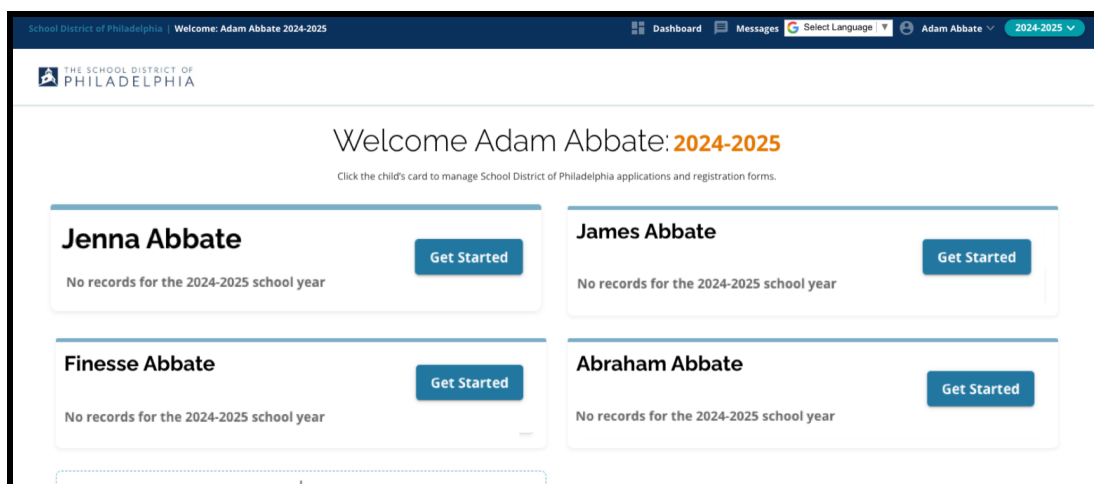 School District of Philadelphia | Welcome: Adam Abbate 2024-2025
Dashboard Messages G Select Language ▼ Adam Abbate 2024-2025
THE SCHOOL DISTRICT OF
PHILADELPHIA
Welcome Adam Abbate: 2024-2025
Click the child's card to manage School District of Philadelphia applications and registration forms.
Jenna Abbate
Get Started
No records for the 2024-2025 school year
James Abbate
Get Started
No records for the 2024-2025 school year
Finesse Abbate
Get Started
No records for the 2024-2025 school year
Abraham Abbate
Get Started
No records for the 2024-2025 school year